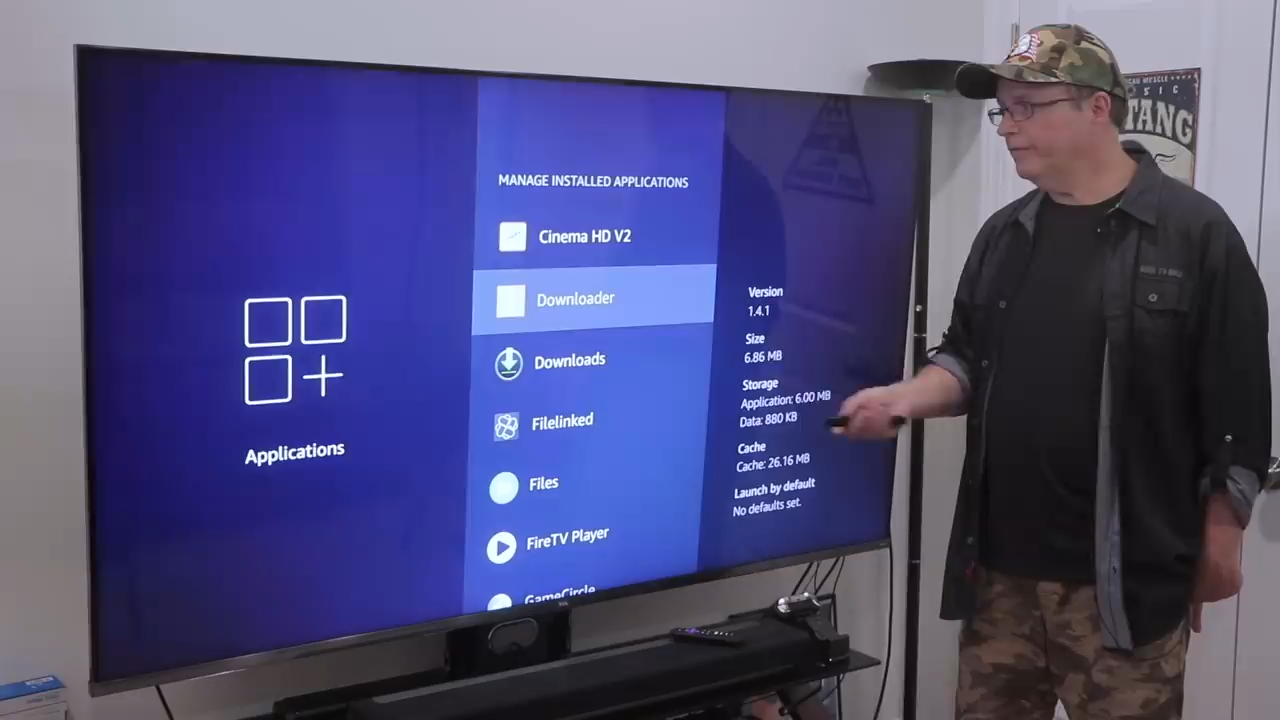 MANAGE INSTALLED APPLICATIONS
Cinema HD V2
Downloader
Downloads
Filelinked
Files
FireTV Player
GameCircle
Applications
Version
1.4.1
Size
6.86 MB
Storage
Application: 6.00 MB
Data: 880 KB
Cache
Cache: 26.16 MB
Launch by default
No defaults set.
TCL